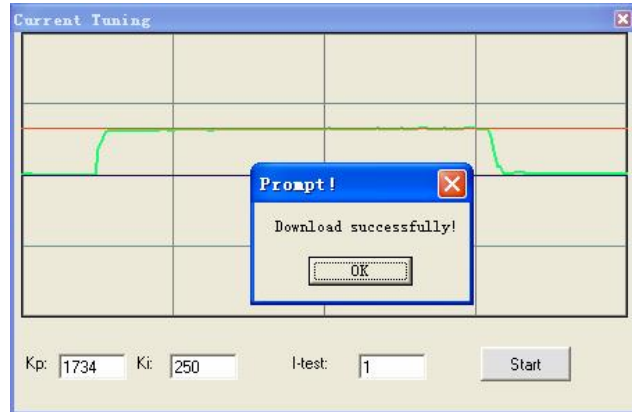 Current Tuning
Prompt!
Download successfully!
OK
Kp: 1734 Ki: 250 I-test: 1 Start